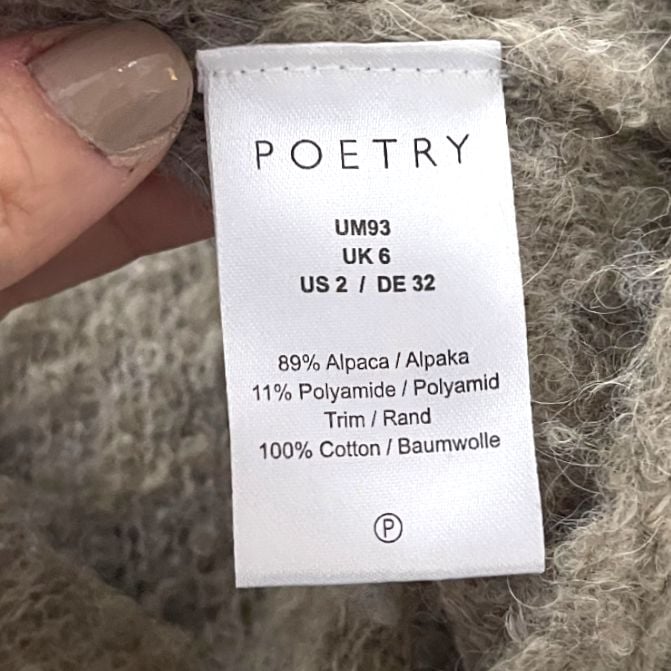 POETRY
UM93
UK 6
US 2 / DE 32
89% Alpaca / Alpaka
11% Polyamide / Polyamid
Trim / Rand
100% Cotton / Baumwolle
Ⓟ